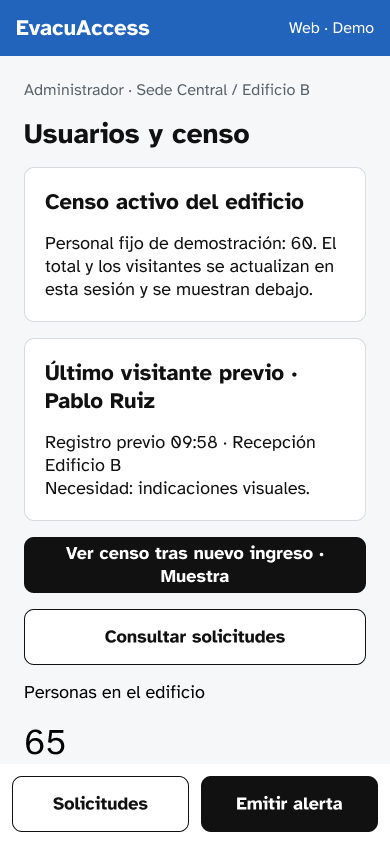 EvacuAccess
Web · Demo
Administrador · Sede Central / Edificio B
Usuarios y censo
Censo activo del edificio
Personal fijo de demostración: 60. El
total y los visitantes se actualizan en
esta sesión y se muestran debajo.
Último visitante previo ·
Pablo Ruiz
Registro previo 09:58 · Recepción
Edificio B
Necesidad: indicaciones visuales.
Ver censo tras nuevo ingreso ·
Muestra
Consultar solicitudes
Personas en el edificio
65
Solicitudes
Emitir alerta